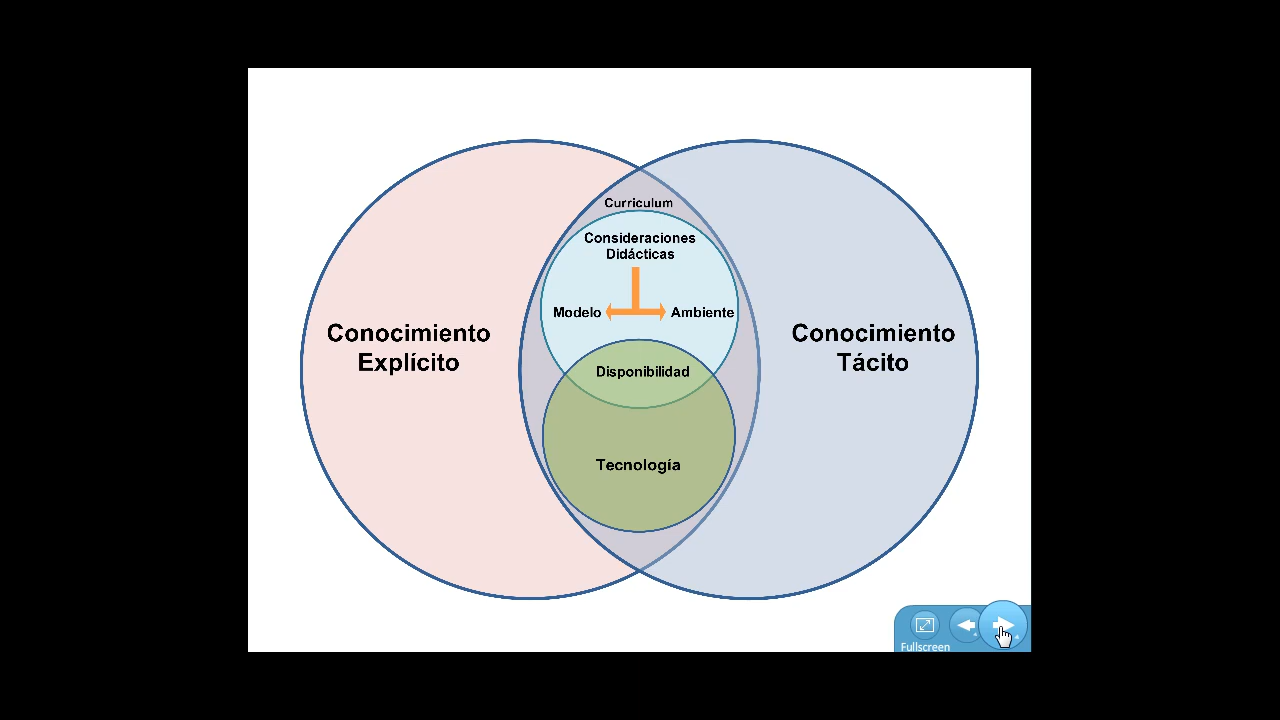 Curriculum
Consideraciones
Didácticas
Modelo
Ambiente
Conocimiento
Explícito
Conocimiento
Tácito
Disponibilidad
Tecnología
Fullscreen